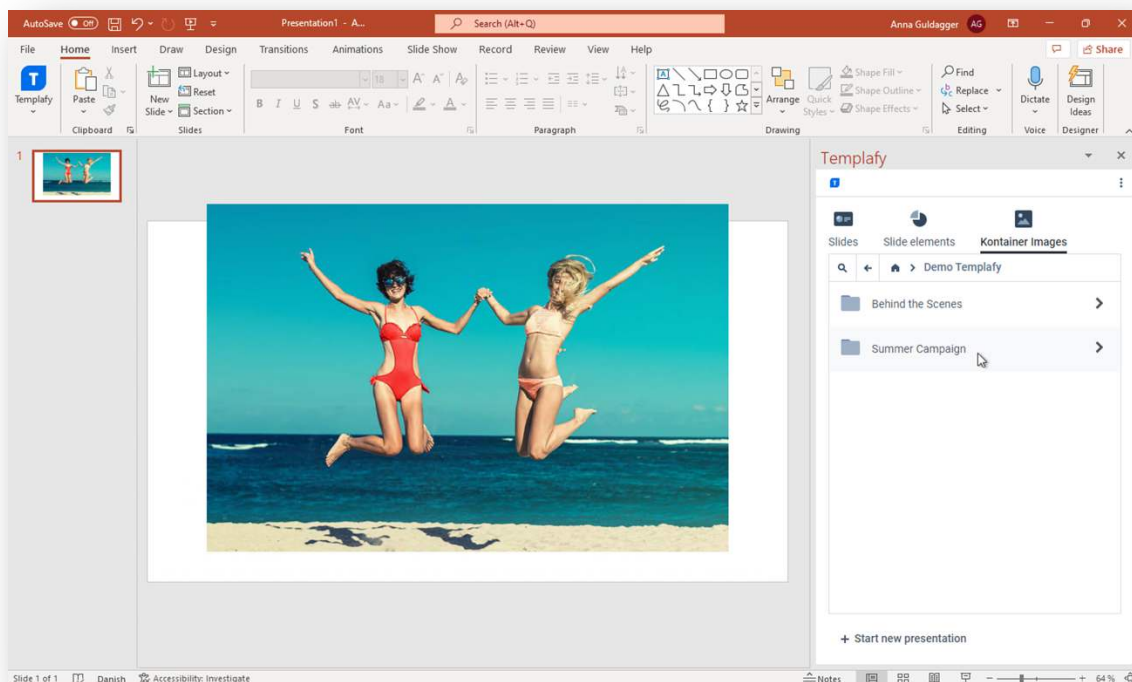 AutoSave Off Presentation1 - A... Search (Alt+Q) Anna Guldagger AG
File Home Insert Draw Design Transitions Animations Slide Show Record Review View Help Share
Templafy
Paste
Clipboard
New
Slide
Layout
Reset
Section
Slides
18 A A A
B I U S ab AV Aa A
Font
Paragraph
A
Arrange
Quick
Styles
Shape Fill
Shape Outline
Shape Effects
Drawing
Find
Replace
Select
Editing
Dictate
Voice
Design
Ideas
Designer
1
Templafy
T
Slides Slide elements Kontainer Images
Demo Templafy
Behind the Scenes
Summer Campaign
+ Start new presentation
Slide 1 of 1 Danish Accessibility: Investigate Notes 64 %